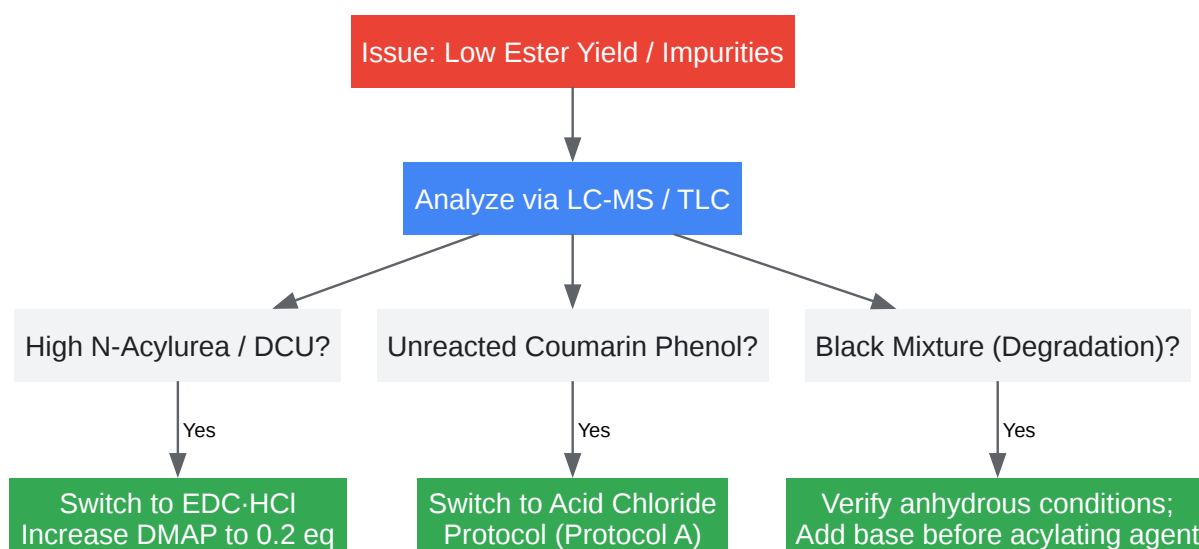 Issue: Low Ester Yield / Impurities
Analyze via LC-MS / TLC
High N-Acylurea / DCU?
Unreacted Coumarin Phenol?
Black Mixture (Degradation)?
Yes
Yes
Yes
Switch to EDC·HCl
Increase DMAP to 0.2 eq
Switch to Acid Chloride
Protocol (Protocol A)
Verify anhydrous conditions;
Add base before acylating agent